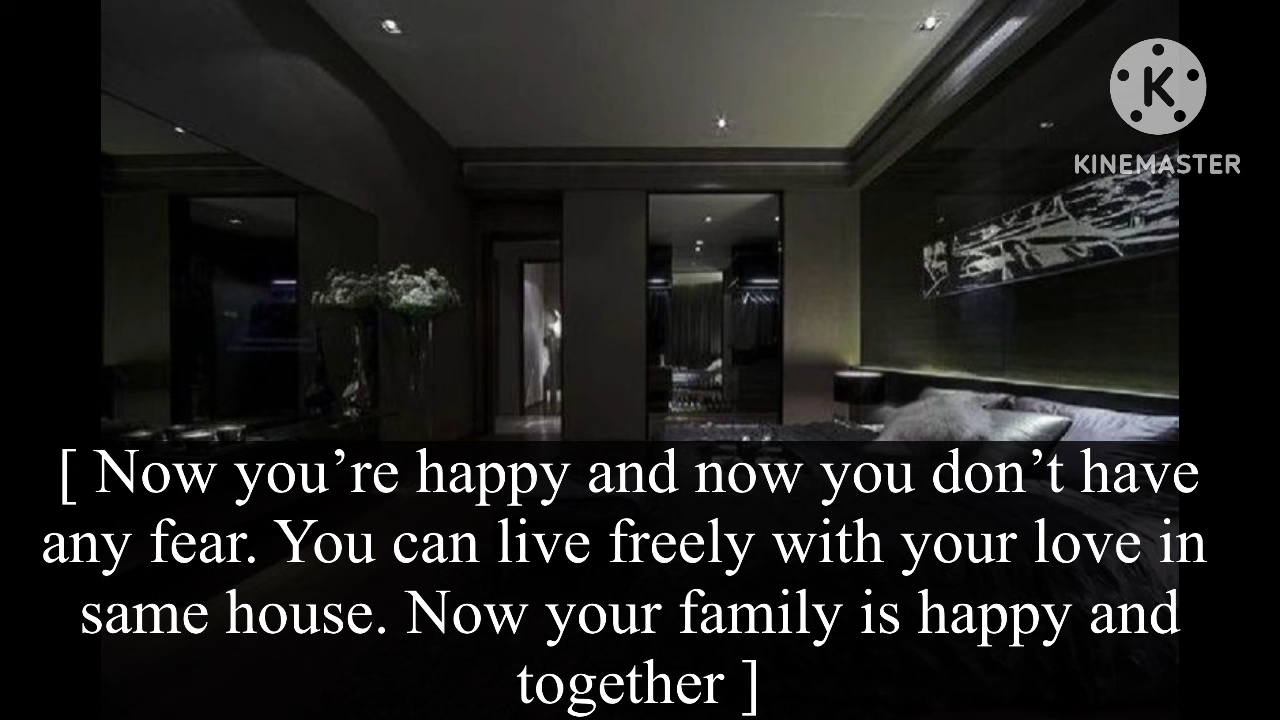 KINEMASTER
[ Now you’re happy and now you don’t have
any fear. You can live freely with your love in
same house. Now your family is happy and
together ]